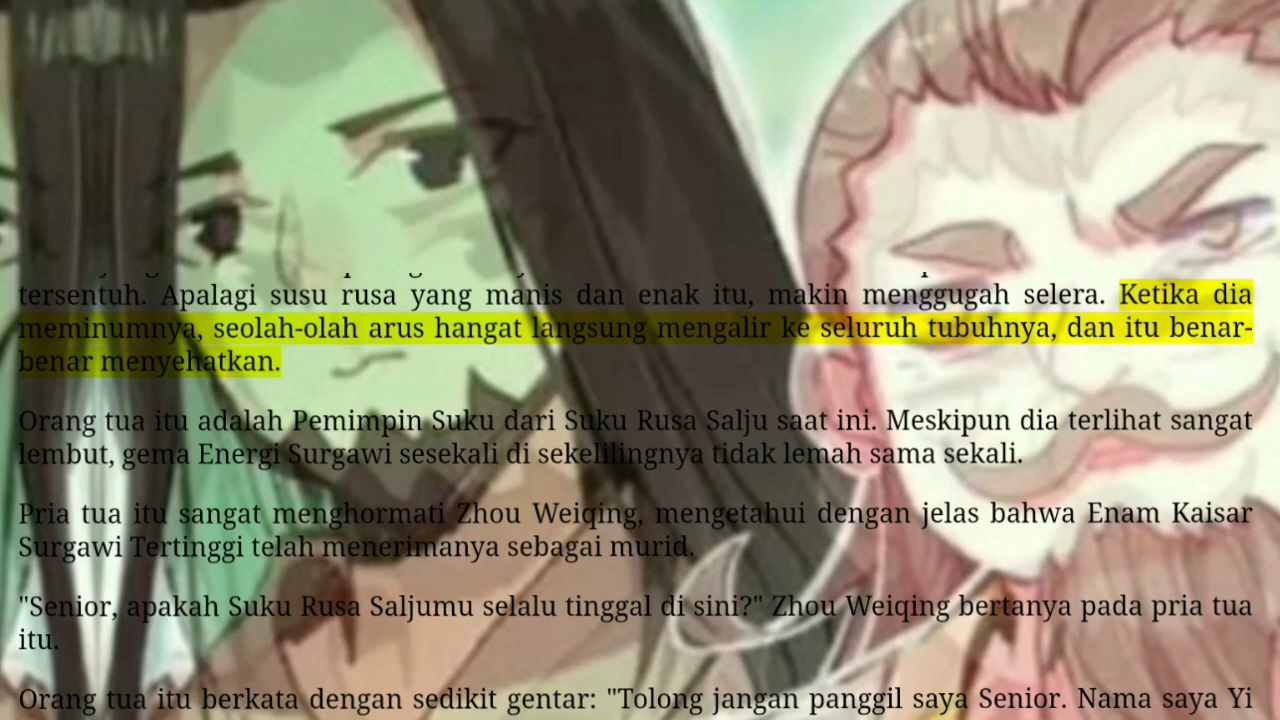 tersentuh. Apalagi susu rusa yang manis dan enak itu, makin menggugah selera. Ketika dia
meminumnya, seolah-olah arus hangat langsung mengalir ke seluruh tubuhnya, dan itu benar-
benar menyehatkan.
Orang tua itu adalah Pemimpin Suku dari Suku Rusa Salju saat ini. Meskipun dia terlihat sangat
lembut, gema Energi Surgawi sesekali di sekelilingnya tidak lemah sama sekali.
Pria tua itu sangat menghormati Zhou Weiqing, mengetahui dengan jelas bahwa Enam Kaisar
Surgawi Tertinggi telah menerimanya sebagai murid.
"Senior, apakah Suku Rusa Saljumu selalu tinggal di sini?" Zhou Weiqing bertanya pada pria tua
itu.
Orang tua itu berkata dengan sedikit gentar: "Tolong jangan panggil saya Senior. Nama saya Yi